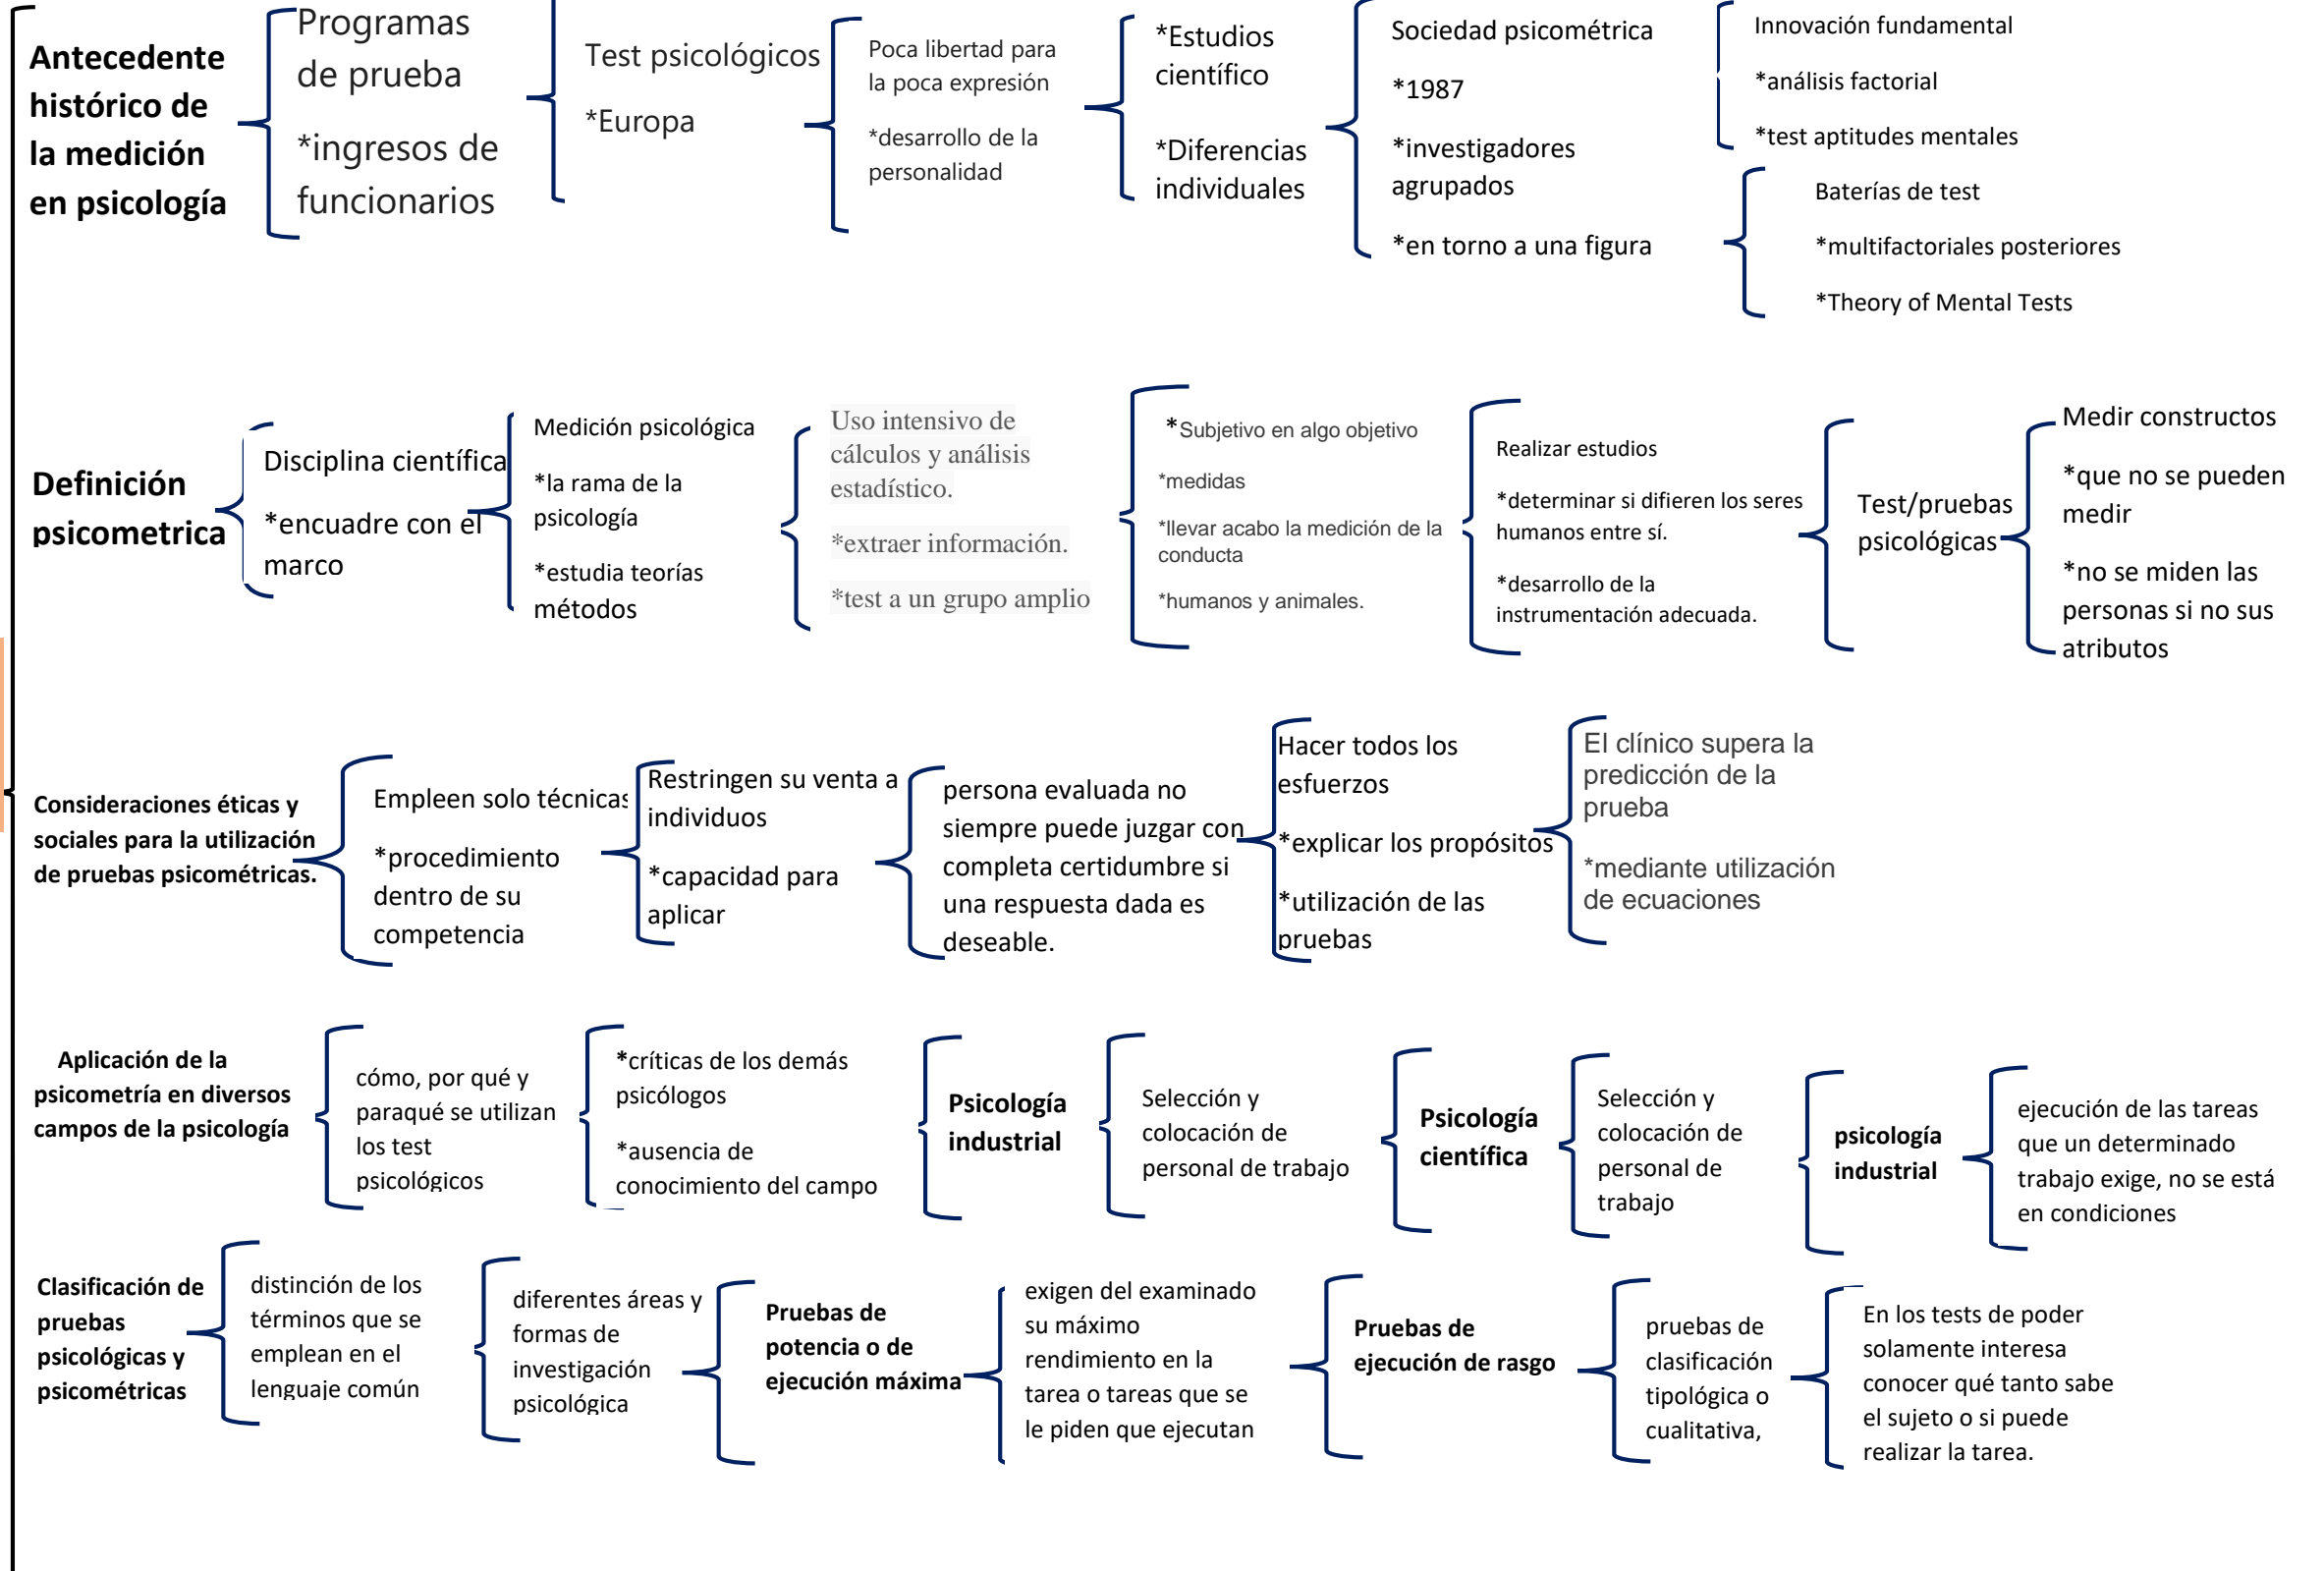 Antecedente
histórico de
la medición
en psicología
Programas
de prueba
*ingresos de
funcionarios
Test psicológicos
*Europa
Poca libertad para
la poca expresión
*desarrollo de la
personalidad
*Estudios
científico
*Diferencias
individuales
Sociedad psicométrica
*1987
*investigadores
agrupados
*en torno a una figura
Innovación fundamental
*análisis factorial
*test aptitudes mentales
Baterías de test
*multifactoriales posteriores
*Theory of Mental Tests
Definición
psicometrica
Disciplina científica
*encuadre con el
marco
Medición psicológica
*la rama de la
psicología
*estudia teorías
métodos
Uso intensivo de
cálculos y análisis
estadístico.
*extraer información.
*test a un grupo amplio
*Subjetivo en algo objetivo
*medidas
*llevar acabo la medición de la
conducta
*humanos y animales.
Realizar estudios
*determinar si difieren los seres
humanos entre sí.
*desarrollo de la
instrumentación adecuada.
Test/pruebas
psicológicas
Medir constructos
*que no se pueden
medir
*no se miden las
personas si no sus
atributos
Consideraciones éticas y
sociales para la utilización
de pruebas psicométricas.
Empleen solo técnicas
*procedimiento
dentro de su
competencia
Restringen su venta a
individuos
*capacidad para
aplicar
persona evaluada no
siempre puede juzgar con
completa certidumbre si
una respuesta dada es
deseable.
Hacer todos los
esfuerzos
*explicar los propósitos
*utilización de las
pruebas
El clínico supera la
predicción de la
prueba
*mediante utilización
de ecuaciones
Aplicación de la
psicometría en diversos
campos de la psicología
cómo, por qué y
paraqué se utilizan
los test
psicológicos
*críticas de los demás
psicólogos
*ausencia de
conocimiento del campo
Psicología
industrial
Selección y
colocación de
personal de trabajo
Psicología
científica
Selección y
colocación de
personal de
trabajo
psicología
industrial
ejecución de las tareas
que un determinado
trabajo exige, no se está
en condiciones
Clasificación de
pruebas
psicológicas y
psicométricas
distinción de los
términos que se
emplean en el
lenguaje común
diferentes áreas y
formas de
investigación
psicológica
Pruebas de
potencia o de
ejecución máxima
exigen del examinado
su máximo
rendimiento en la
tarea o tareas que se
le piden que ejecutan
Pruebas de
ejecución de rasgo
pruebas de
clasificación
tipológica o
cualitativa,
En los tests de poder
solamente interesa
conocer qué tanto sabe
el sujeto o si puede
realizar la tarea.